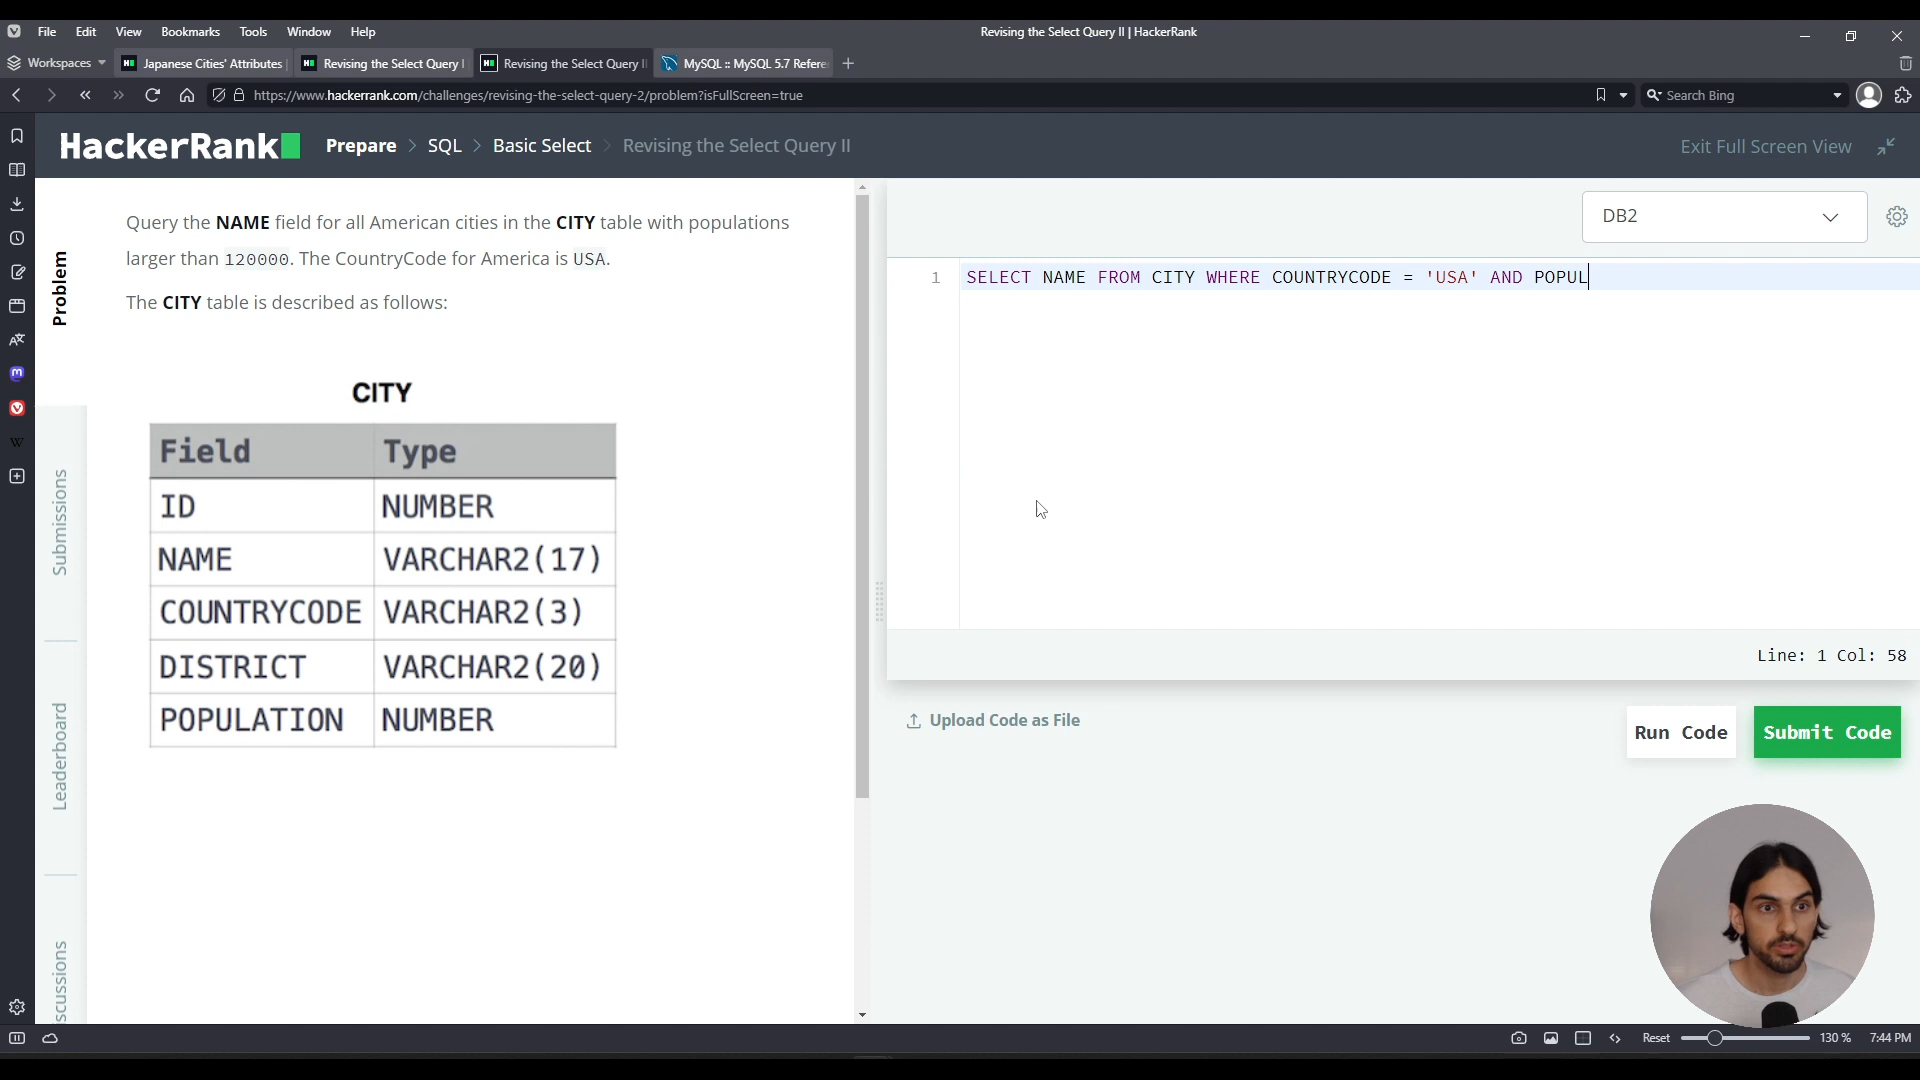 File Edit View Bookmarks Tools Window Help
Revising the Select Query II | HackerRank
Workspaces
Japanese Cities' Attributes
Revising the Select Query I
Revising the Select Query II
MySQL :: MySQL 5.7 Refere
https://www.hackerrank.com/challenges/revising-the-select-query-2/problem?isFullScreen=true
Search Bing
HackerRank
Prepare > SQL > Basic Select > Revising the Select Query II
Exit Full Screen View
Problem
Submissions
Leaderboard
scussions
Query the NAME field for all American cities in the CITY table with populations
larger than 120000. The CountryCode for America is USA.
The CITY table is described as follows:
CITY
Field Type
ID NUMBER
NAME VARCHAR2(17)
COUNTRYCODE VARCHAR2(3)
DISTRICT VARCHAR2(20)
POPULATION NUMBER
DB2
1 SELECT NAME FROM CITY WHERE COUNTRYCODE = 'USA' AND POPUL
Line: 1 Col: 58
Upload Code as File
Run Code
Submit Code
Reset 130 % 7:44 PM